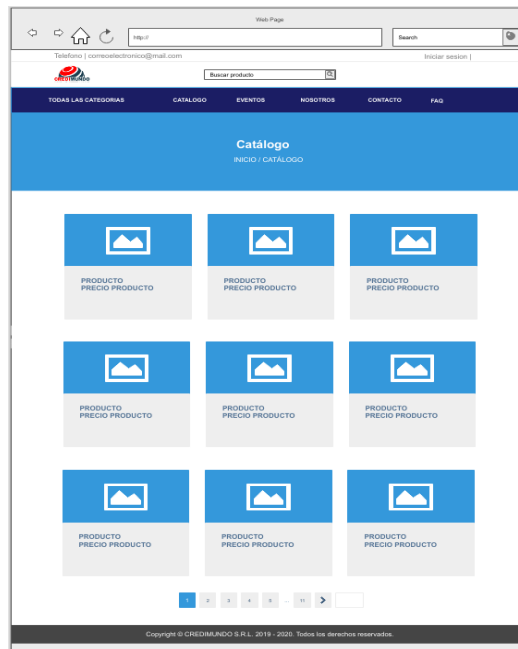 Web Page
http://
Search
Telefono | correoelectronico@mail.com
Iniciar sesion |
CREDIMUNDO
Buscar producto
TODAS LAS CATEGORIAS CATALOGO EVENTOS NOSOTROS CONTACTO FAQ
Catálogo
INICIO / CATÁLOGO
PRODUCTO
PRECIO PRODUCTO
PRODUCTO
PRECIO PRODUCTO
PRODUCTO
PRECIO PRODUCTO
PRODUCTO
PRECIO PRODUCTO
PRODUCTO
PRECIO PRODUCTO
PRODUCTO
PRECIO PRODUCTO
PRODUCTO
PRECIO PRODUCTO
PRODUCTO
PRECIO PRODUCTO
PRODUCTO
PRECIO PRODUCTO
1 2 3 4 5 ... 11
Copyright © CREDIMUNDO S.R.L. 2019 - 2020. Todos los derechos reservados.